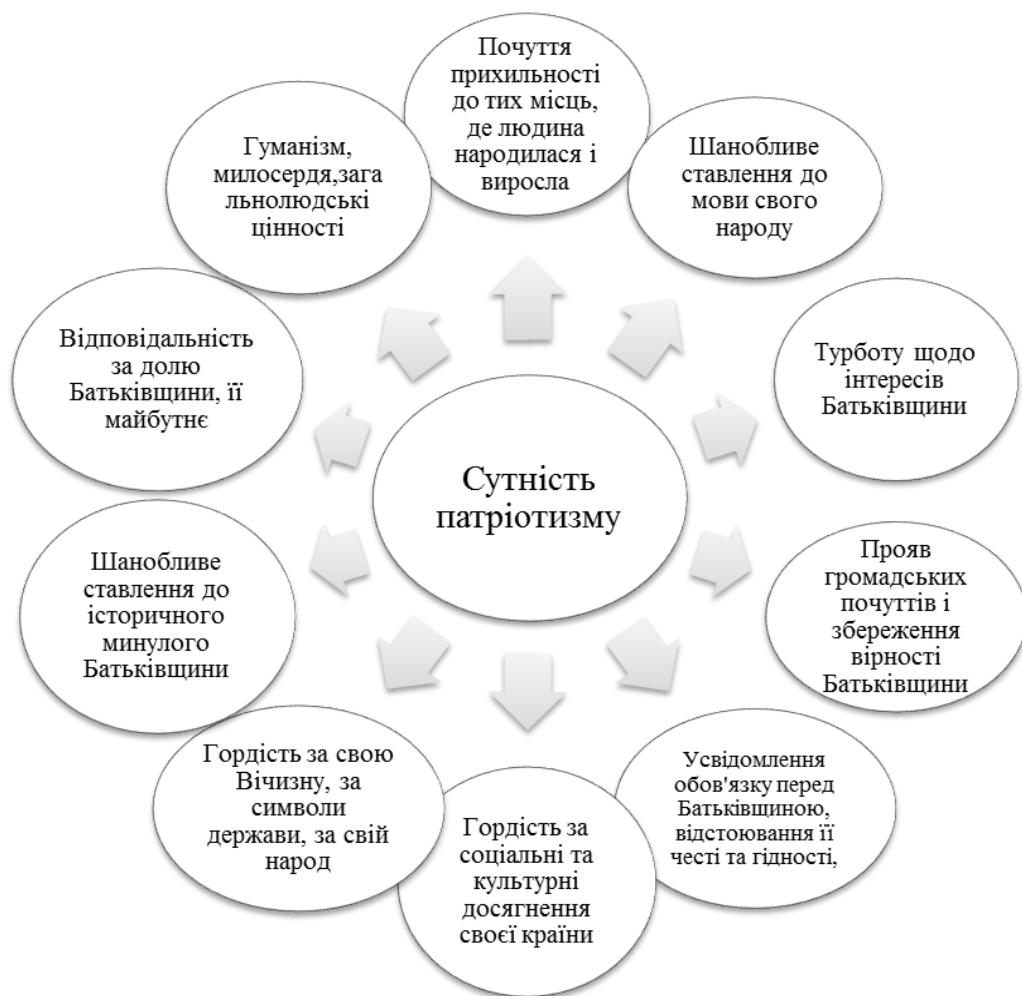 Почуття
прихильності
до тих місць,
де людина
народилася і
виросла
Шанобливе
ставлення до
мови свого
народу
Турботу щодо
інтересів
Батьківщини
Прояв
громадських
почуттів і
збереження
вірності
Батьківщини
Усвідомлення
обов'язку перед
Батьківщиною,
відстоювання її
честі та гідності,
Гордість за
соціальні та
культурні
досягнення
своєї країни
Гордість за свою
Вічизну, за
символи
держави, за свій
народ
Шанобливе
ставлення до
історичного
минулого
Батьківщини
Відповідальність
за долю
Батьківщини, її
майбутнє
Гуманізм,
милосердя,зага
льнолюдські
цінності
Сутність
патріотизму